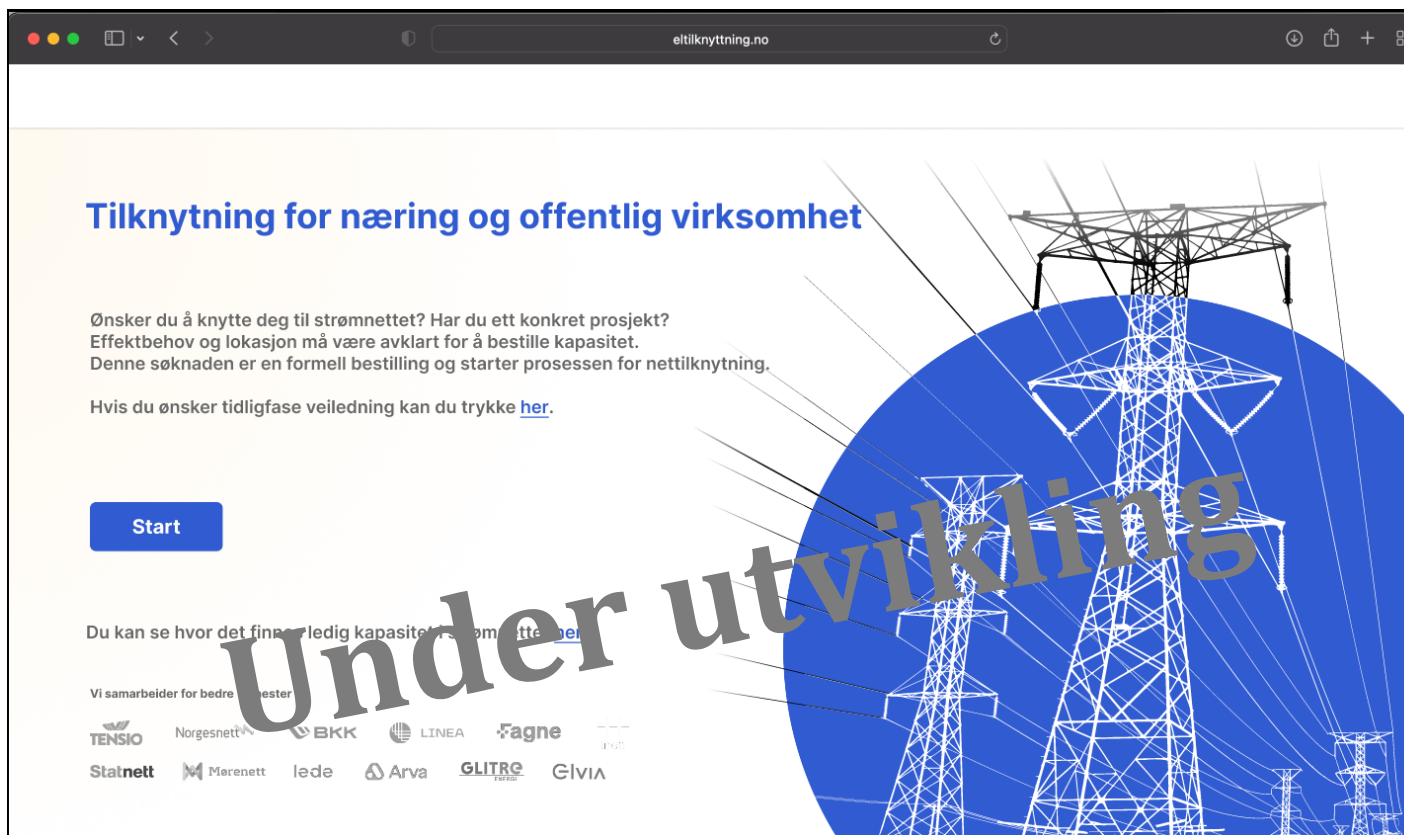 eltilknyttning.no
Tilknytning for næring og offentlig virksomhet
Ønsker du å knytte deg til strømnettet? Har du ett konkret prosjekt?
Effektbehov og lokasjon må være avklart for å bestille kapasitet.
Denne søknaden er en formell bestilling og starter prosessen for nettilknytning.
Hvis du ønsker tidligfase veiledning kan du trykke her.
Start
Under utvikling
Du kan se hvor det finnes ledig kapasitet i strømnettet her
Vi samarbeider for bedre
TENSIO Norgesnett BKK LINEA Fagne
Statnett Mørenett lede Arva GLITRE ENERGI Elvia